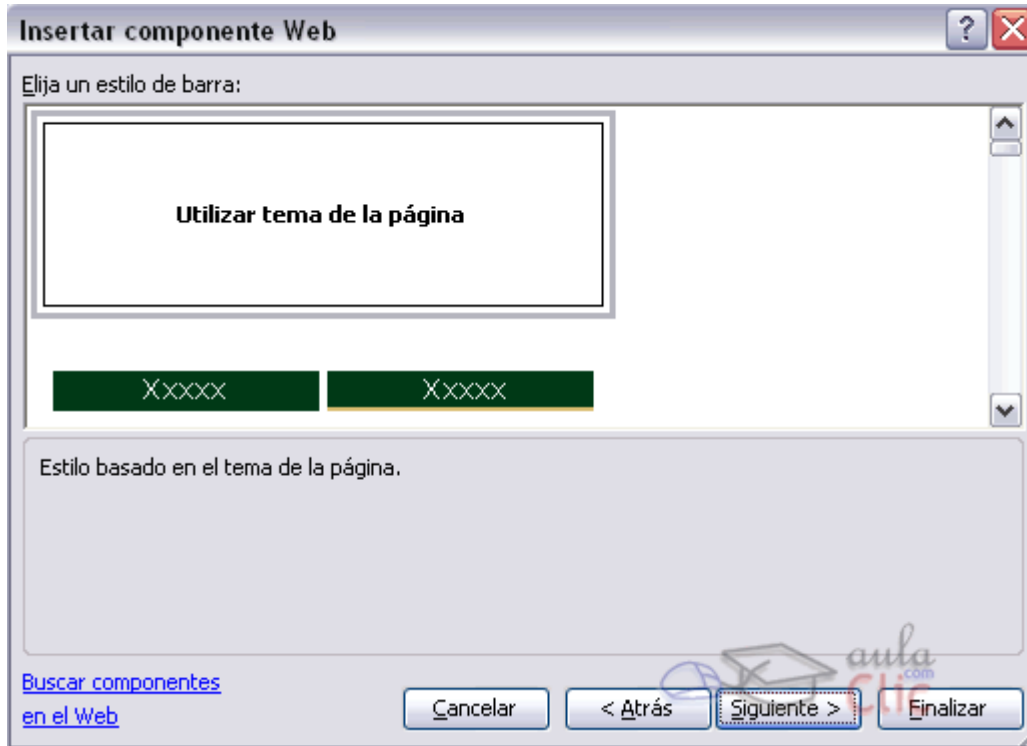 Insertar componente Web
Elija un estilo de barra:
Utilizar tema de la página
Xxxxx Xxxxx
Estilo basado en el tema de la página.
aula
.com
Clic
Buscar componentes
en el Web
Cancelar < Atrás Siguiente > Finalizar